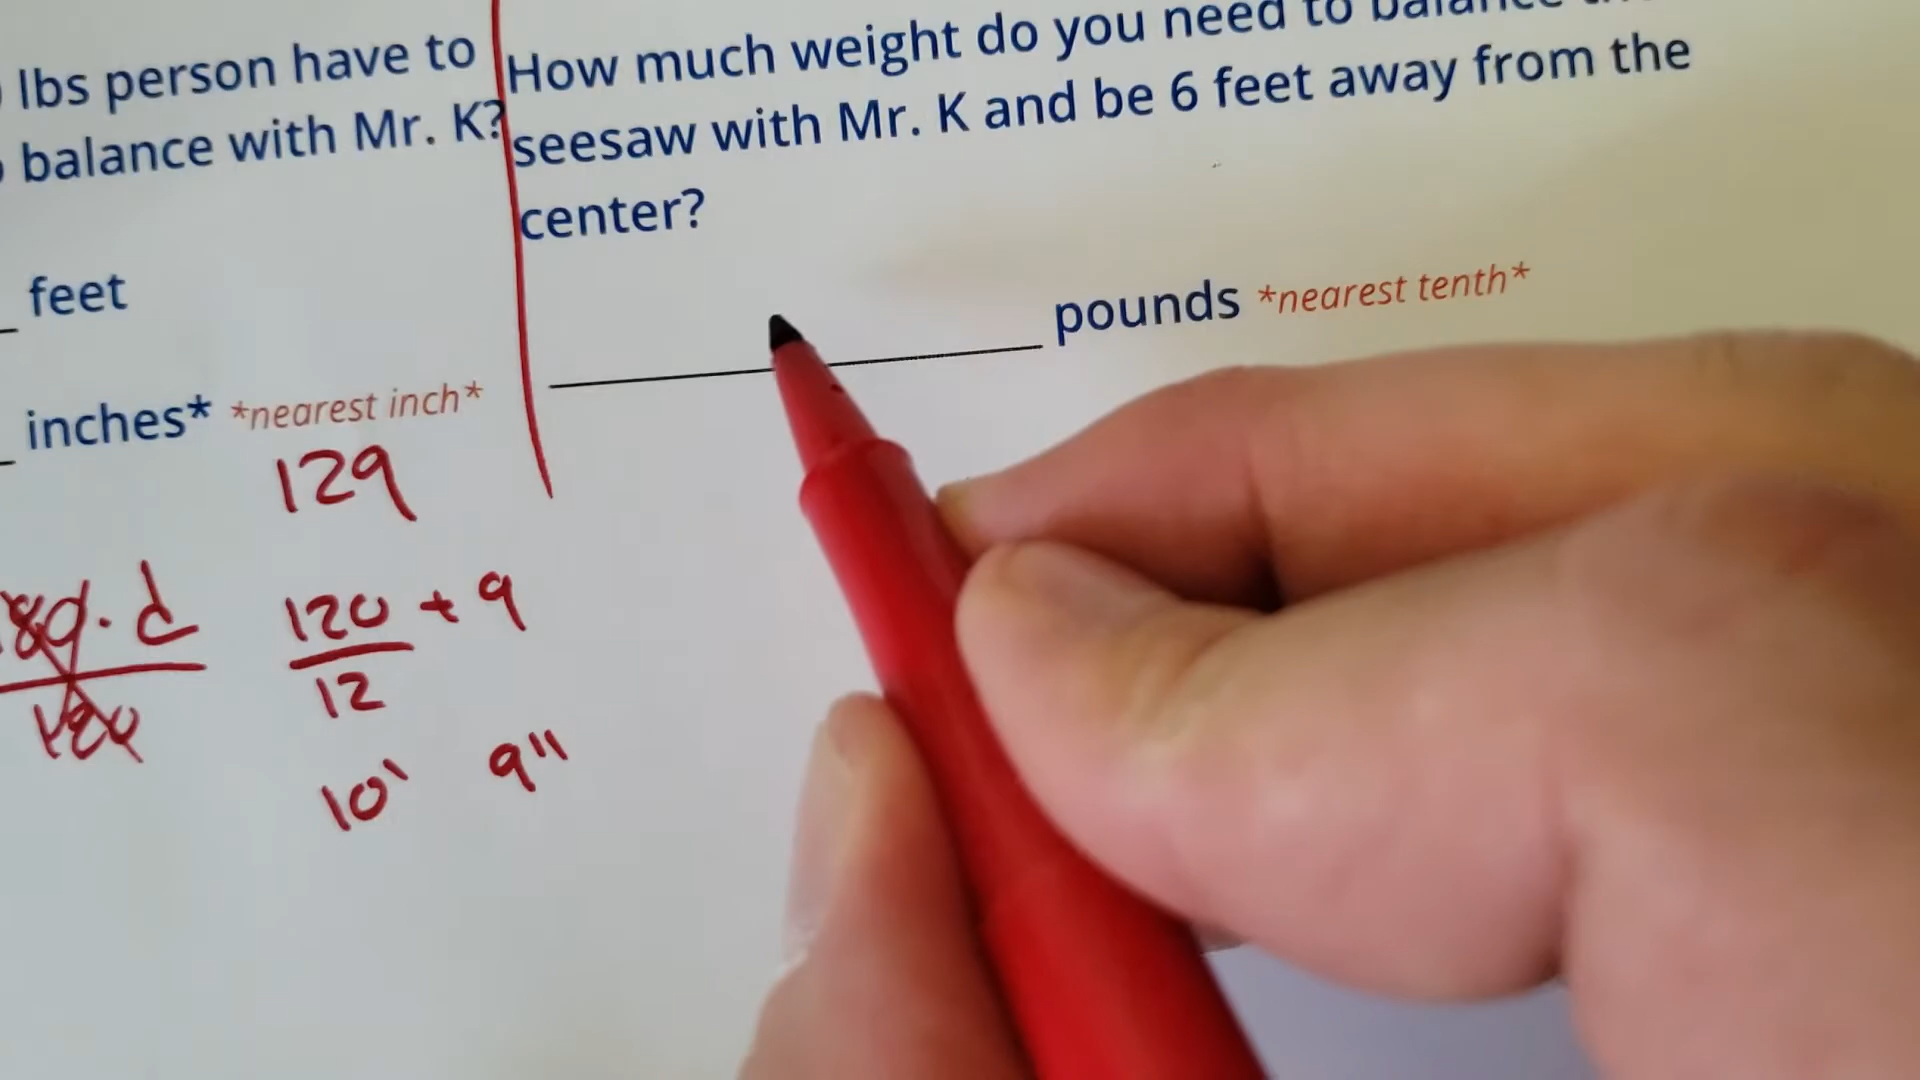 lbs person have to
balance with Mr. K?
feet
inches* *nearest inch*
129
120 + 9
12
10' 9"
d
How much weight do you need to balance
seesaw with Mr. K and be 6 feet away from the
center?
pounds *nearest tenth*